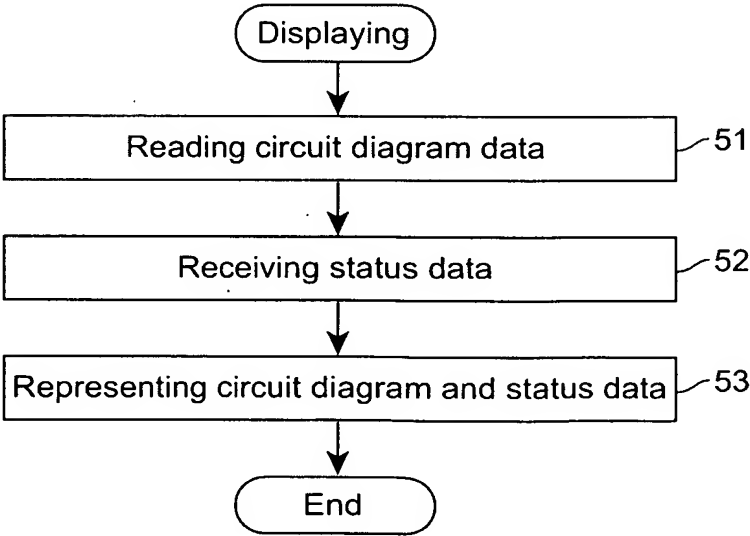 Displaying
Reading circuit diagram data
51
Receiving status data
52
Representing circuit diagram and status data
53
End